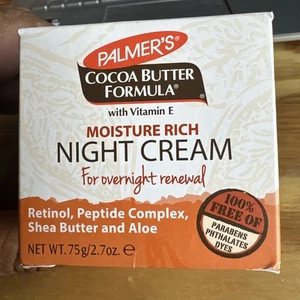 PALMER'S®
COCOA BUTTER
FORMULA®
with Vitamin E
MOISTURE RICH
NIGHT CREAM
For overnight renewal
Retinol, Peptide Complex,
Shea Butter and Aloe
NET WT. 75g/2.7oz. ℮
100%
FREE OF
PARABENS
PHTHALATES
DYES